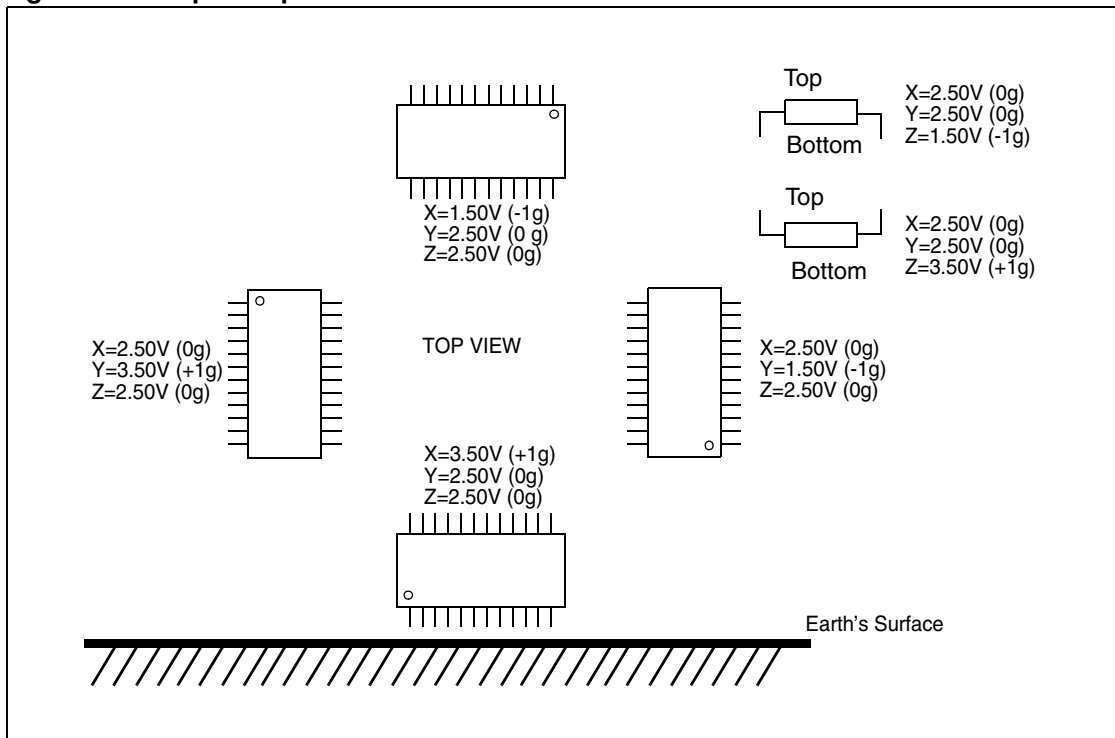 Top
Bottom
X=2.50V (0g)
Y=2.50V (0g)
Z=1.50V (-1g)
X=1.50V (-1g)
Y=2.50V (0 g)
Z=2.50V (0g)
Top
Bottom
X=2.50V (0g)
Y=2.50V (0g)
Z=3.50V (+1g)
X=2.50V (0g)
Y=3.50V (+1g)
Z=2.50V (0g)
TOP VIEW
X=2.50V (0g)
Y=1.50V (-1g)
Z=2.50V (0g)
X=3.50V (+1g)
Y=2.50V (0g)
Z=2.50V (0g)
Earth's Surface